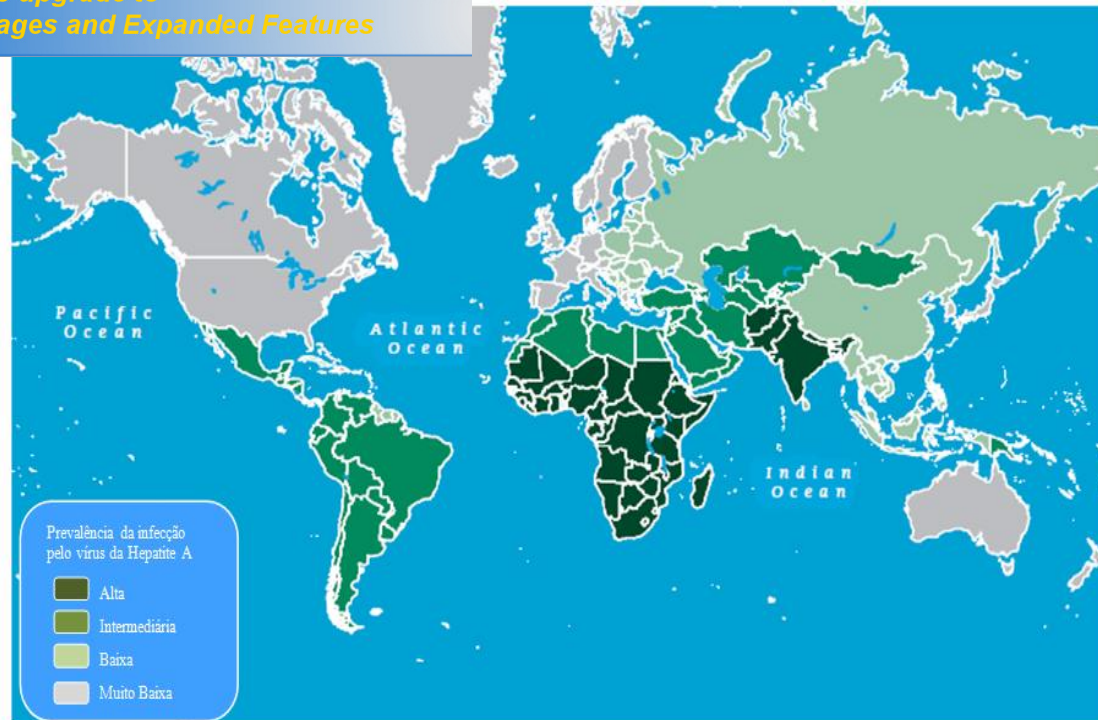 ages and Expanded Features
Pacific
Ocean
Atlantic
Ocean
Indian
Ocean
Prevalência da infecção
pelo vírus da Hepatite A
Alta
Intermediária
Baixa
Muito Baixa